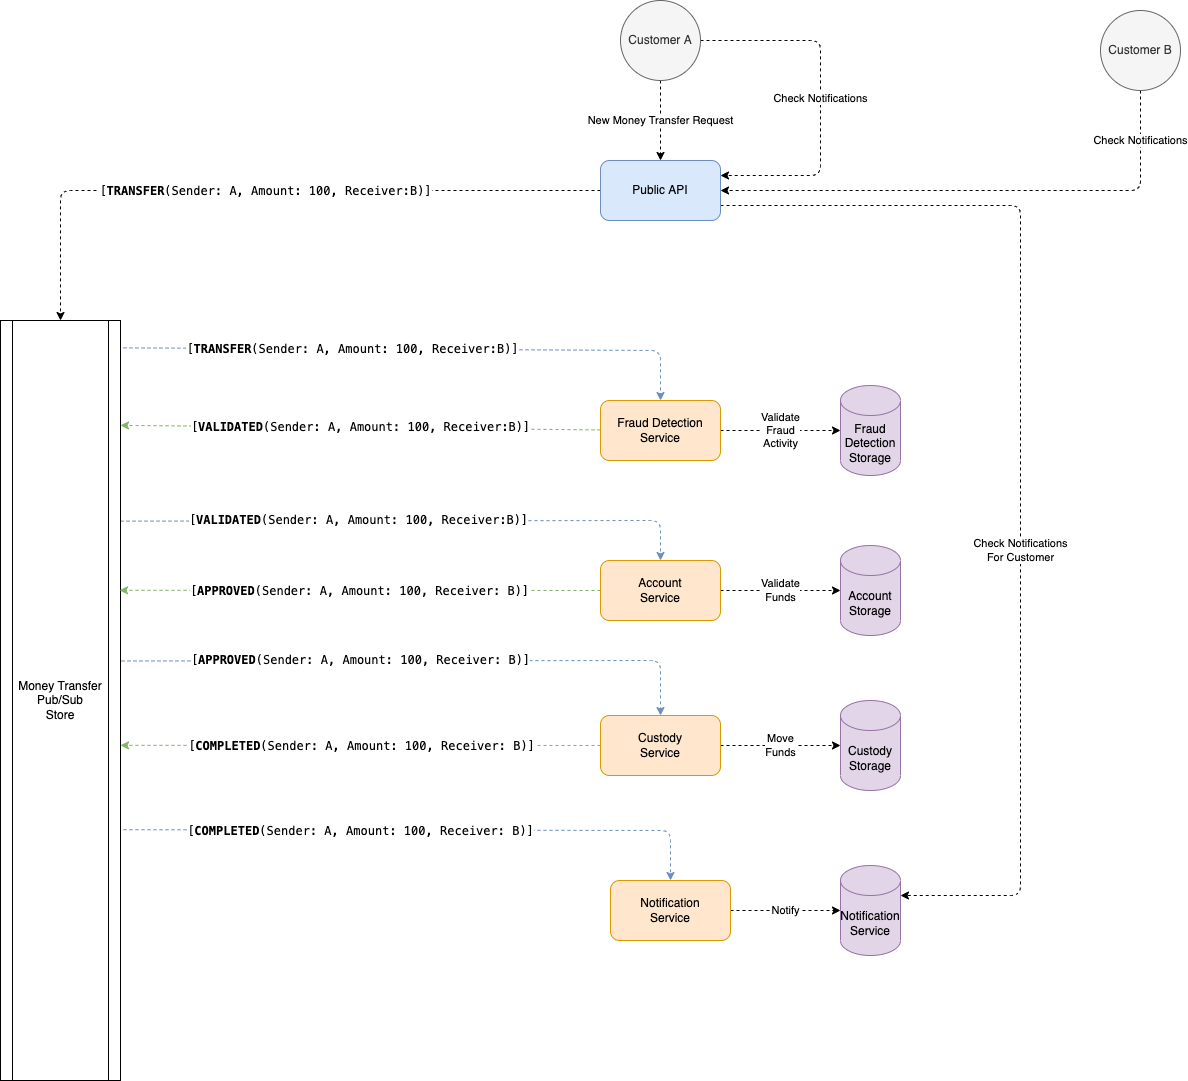 Customer A
Customer B
Check Notifications
New Money Transfer Request
Check Notifications
[TRANSFER(Sender: A, Amount: 100, Receiver:B)]
Public API
[TRANSFER(Sender: A, Amount: 100, Receiver:B)]
[VALIDATED(Sender: A, Amount: 100, Receiver:B)]
Fraud Detection
Service
Validate
Fraud
Activity
Fraud
Detection
Storage
[VALIDATED(Sender: A, Amount: 100, Receiver:B)]
Check Notifications
For Customer
[APPROVED(Sender: A, Amount: 100, Receiver: B)]
Account
Service
Validate
Funds
Account
Storage
[APPROVED(Sender: A, Amount: 100, Receiver: B)]
Money Transfer
Pub/Sub
Store
[COMPLETED(Sender: A, Amount: 100, Receiver: B)]
Custody
Service
Move
Funds
Custody
Storage
[COMPLETED(Sender: A, Amount: 100, Receiver: B)]
Notification
Service
Notify
Notification
Service